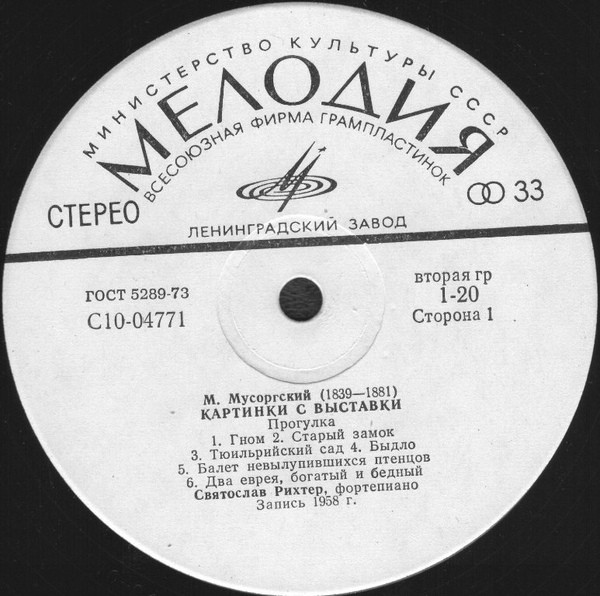 МИНИСТЕРСТВО КУЛЬТУРЫ СССР
МЕЛОДИЯ
ВСЕСОЮЗНАЯ ФИРМА ГРАМПЛАСТИНОК
СТЕРЕО
33
ЛЕНИНГРАДСКИЙ ЗАВОД
ГОСТ 5289-73
С10-04771
вторая гр
1-20
Сторона 1
М. Мусоргский (1839—1881)
КАРТИНКИ С ВЫСТАВКИ
Прогулка
1. Гном 2. Старый замок
3. Тюильрийский сад 4. Быдло
5. Балет невылупившихся птенцов
6. Два еврея, богатый и бедный
Святослав Рихтер, фортепиано
Запись 1958 г.